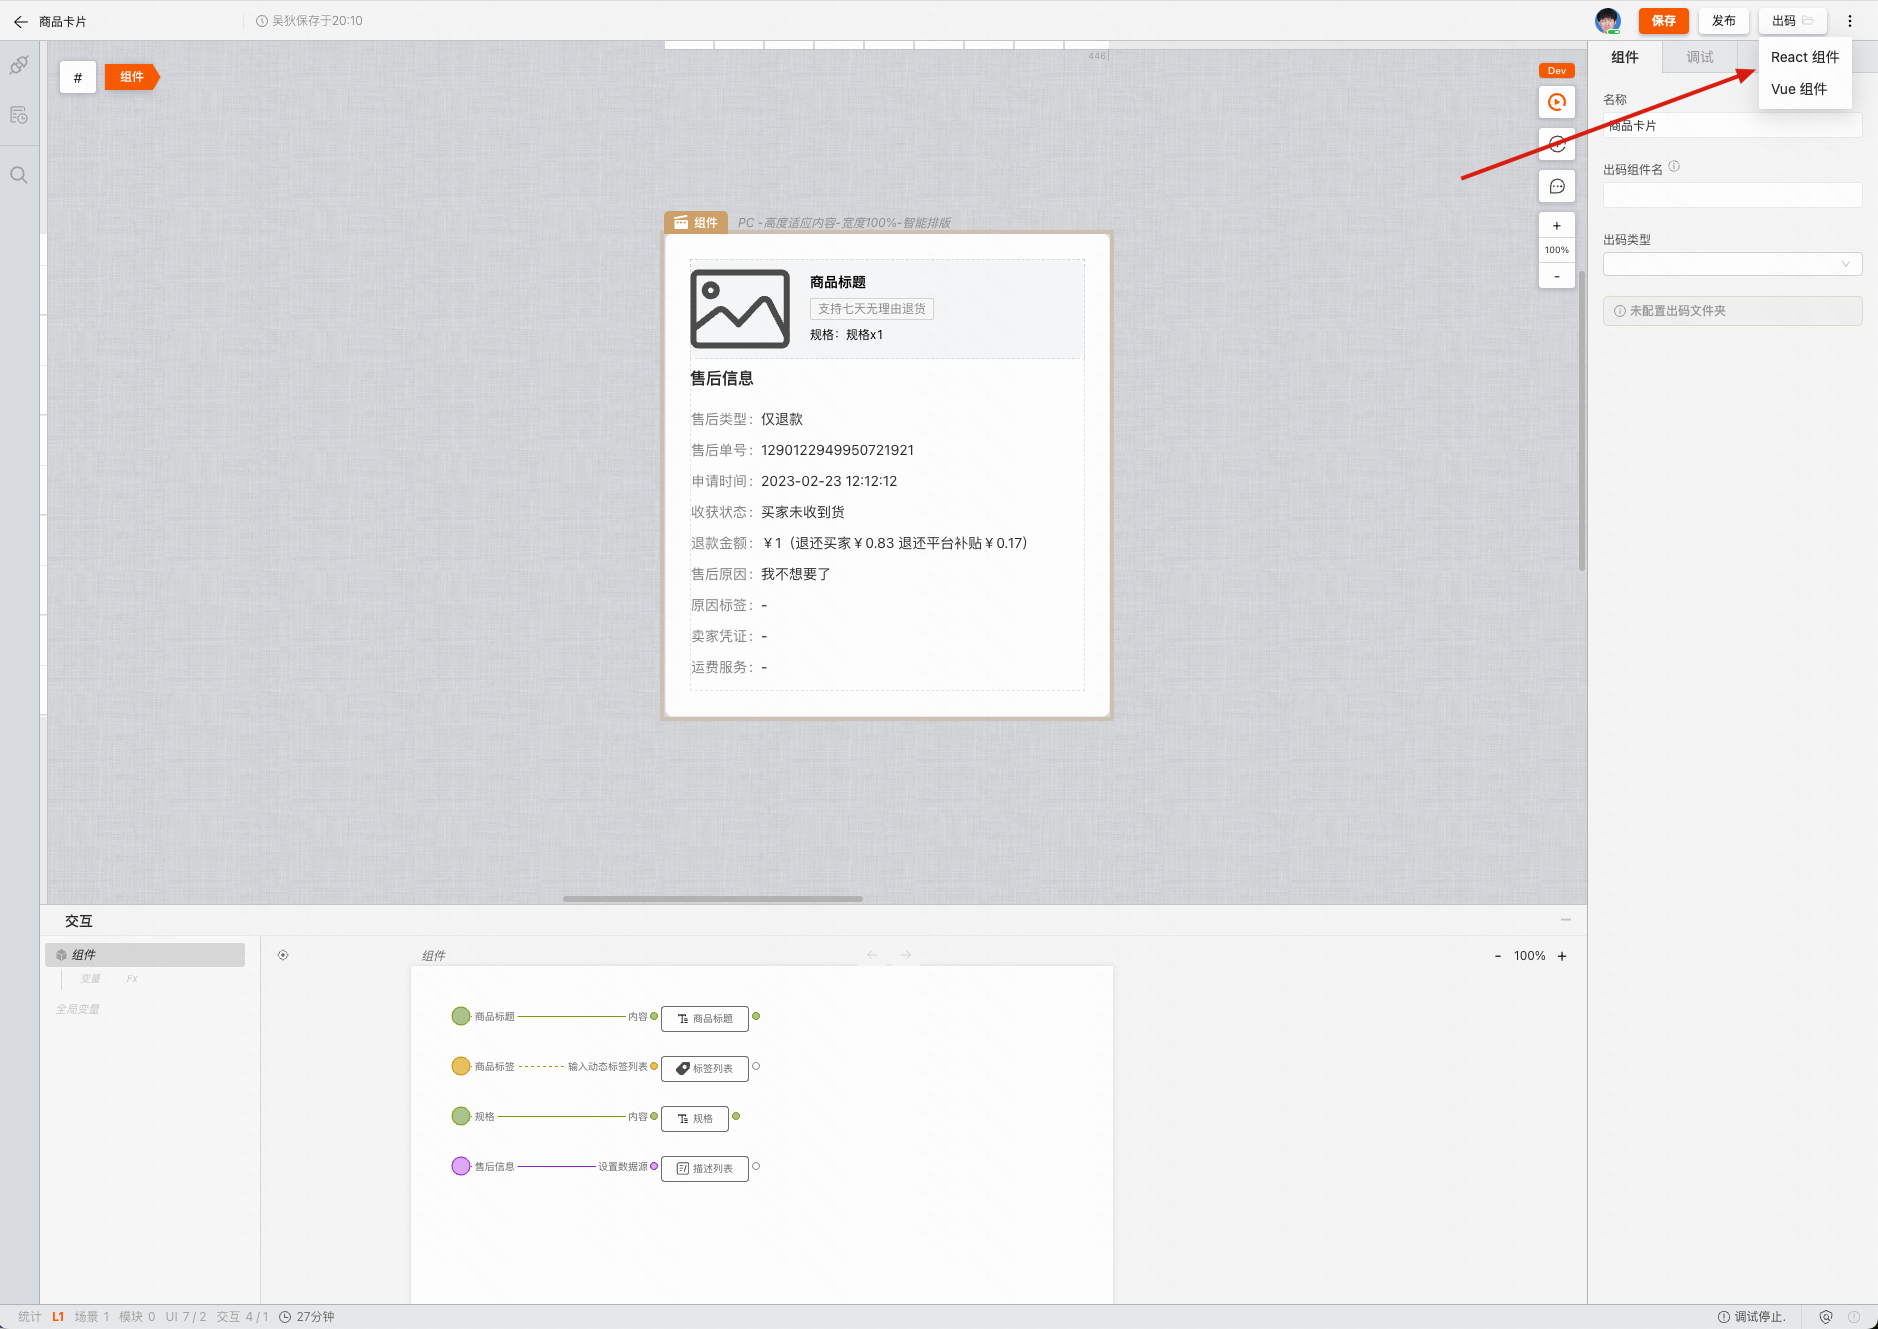 商品卡片
吴狄保存于20:10
保存
发布
出码
React 组件
Vue 组件
#
组件
446
Dev
100%
组件
调试
名称
商品卡片
出码组件名
出码类型
未配置出码文件夹
组件
PC -高度适应内容-宽度100%-智能排版
商品标题
支持七天无理由退货
规格：规格x1
售后信息
售后类型：仅退款
售后单号：1290122949950721921
申请时间：2023-02-23 12:12:12
收获状态：买家未收到货
退款金额：￥1（退还买家￥0.83 退还平台补贴￥0.17）
售后原因：我不想要了
原因标签：-
卖家凭证：-
运费服务：-
交互
组件
变量 Fx
全局变量
组件
- 100% +
商品标题 内容 商品标题
商品标签 输入动态标签列表 标签列表
规格 内容 规格
售后信息 设置数据源 描述列表
统计 L1 场景 1 模块 0 UI 7 / 2 交互 4 / 1 27分钟
调试停止.